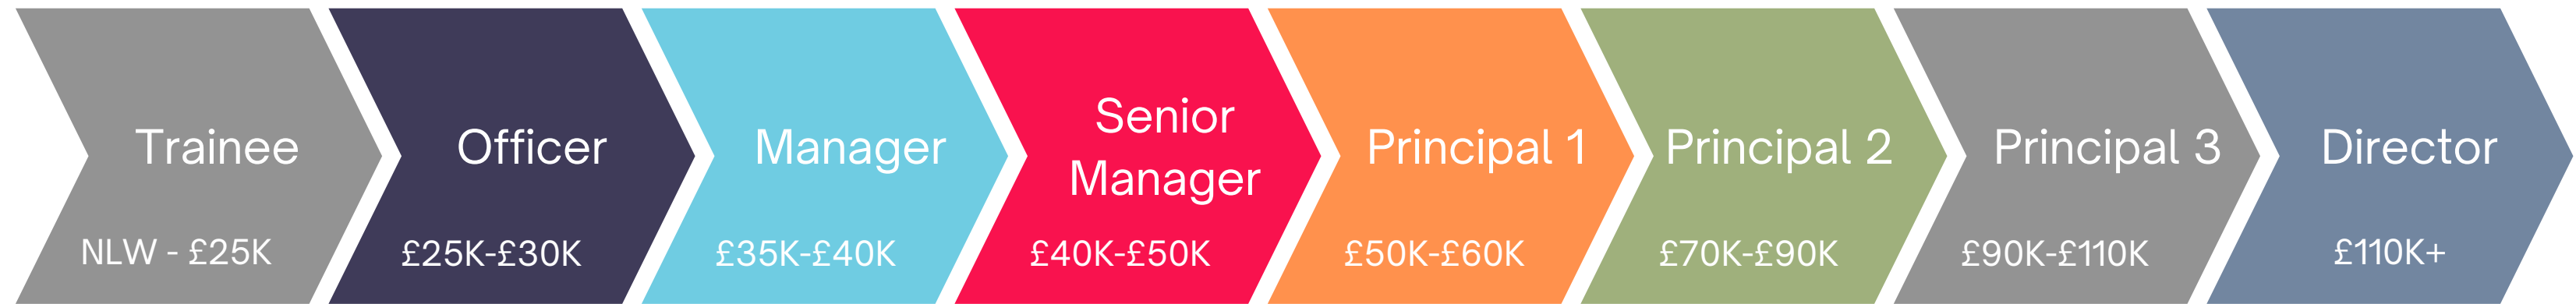 Trainee
NLW - £25K
Officer
£25K-£30K
Manager
£35K-£40K
Senior
Manager
£40K-£50K
Principal 1
£50K-£60K
Principal 2
£70K-£90K
Principal 3
£90K-£110K
Director
£110K+